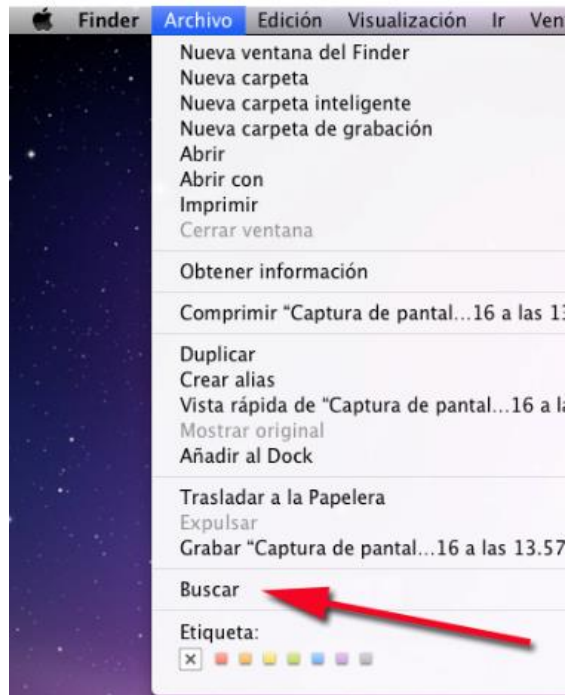 Finder Archivo Edición Visualización Ir Ven
Nueva ventana del Finder
Nueva carpeta
Nueva carpeta inteligente
Nueva carpeta de grabación
Abrir
Abrir con
Imprimir
Cerrar ventana
Obtener información
Comprimir “Captura de pantal...16 a las 13
Duplicar
Crear alias
Vista rápida de “Captura de pantal...16 a la
Mostrar original
Añadir al Dock
Trasladar a la Papelera
Expulsar
Grabar “Captura de pantal...16 a las 13.57
Buscar
Etiqueta: